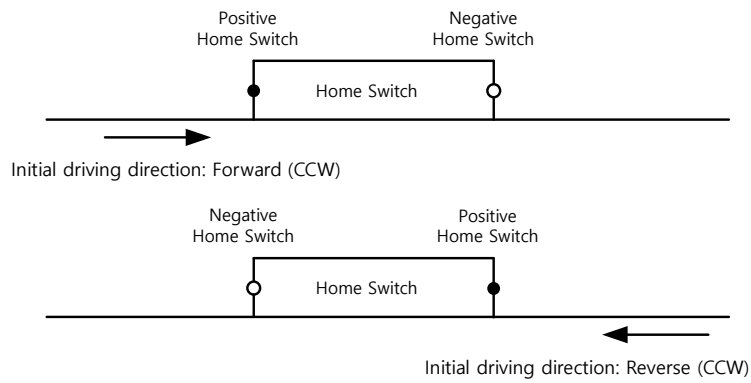 Positive
Home Switch
Negative
Home Switch
Home Switch
Initial driving direction: Forward (CCW)
Negative
Home Switch
Positive
Home Switch
Home Switch
Initial driving direction: Reverse (CCW)